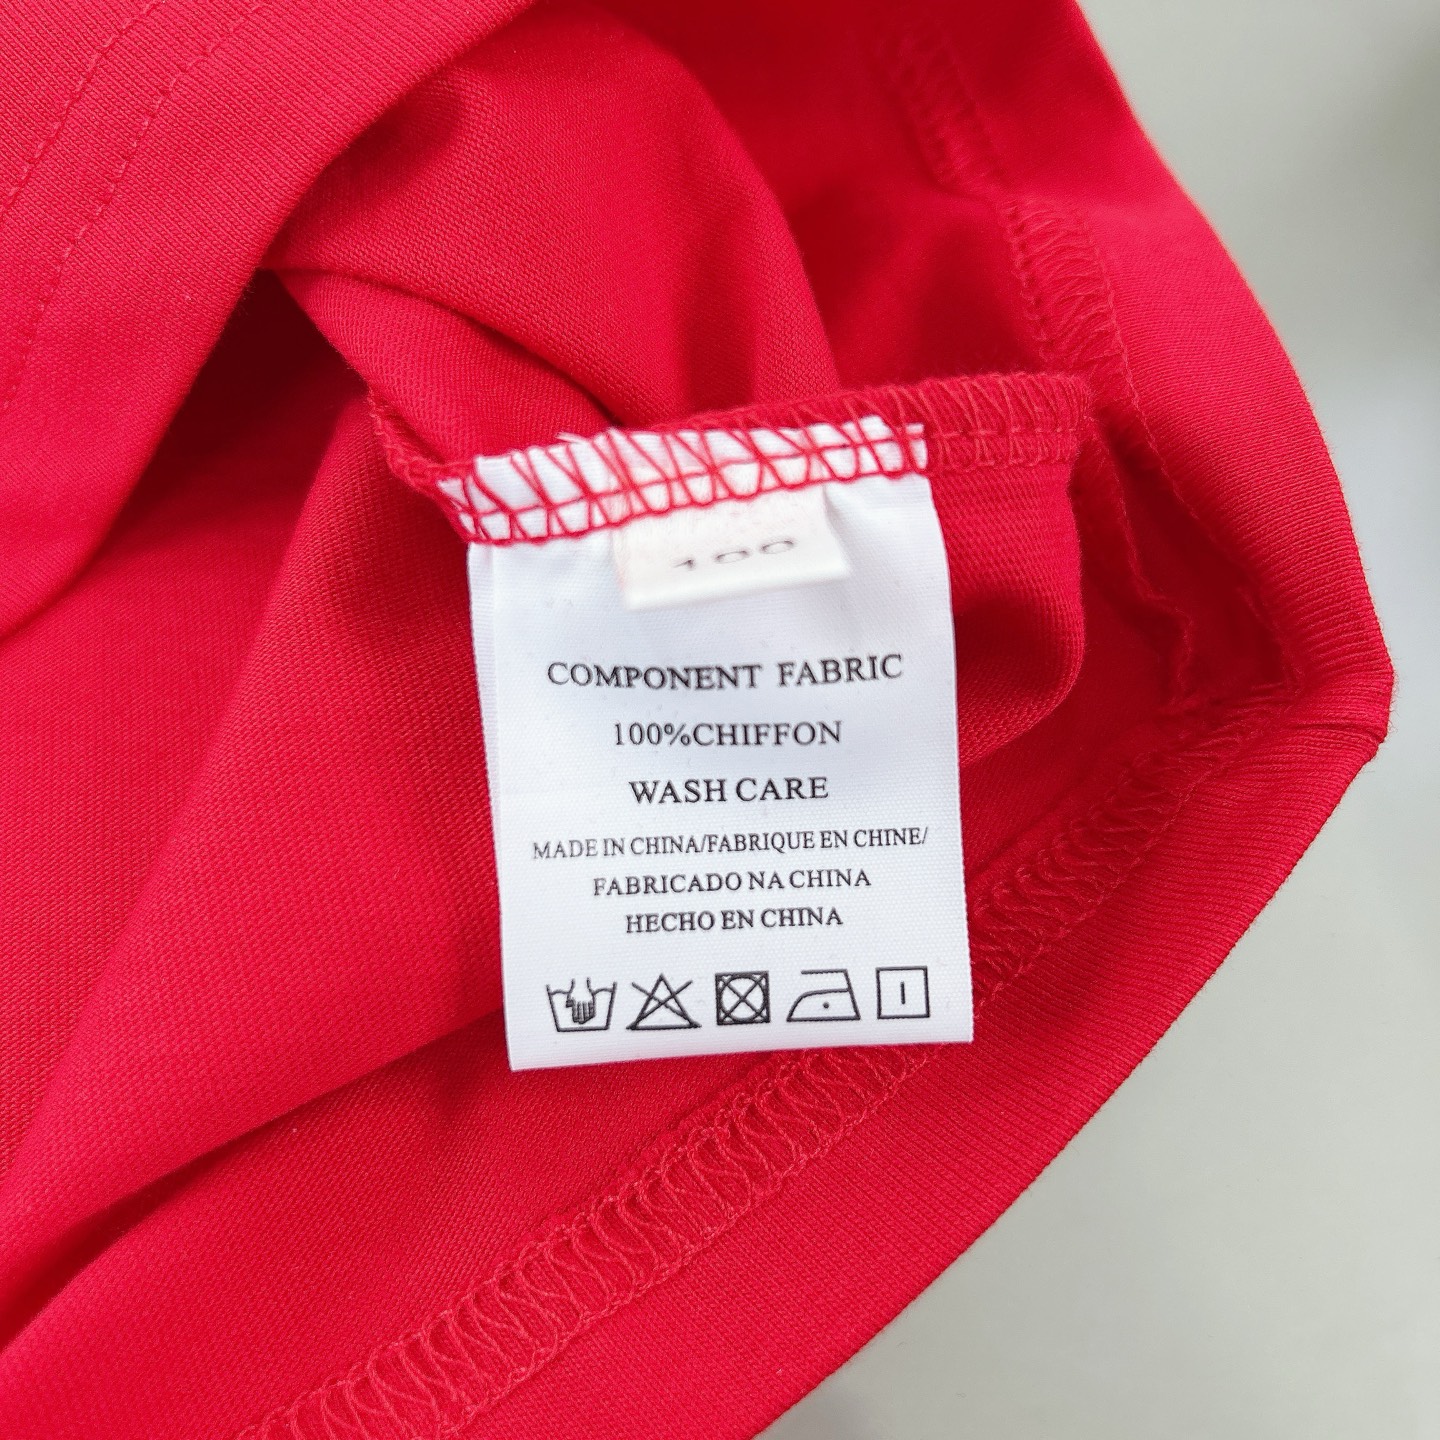 100
COMPONENT FABRIC
100%CHIFFON
WASH CARE
MADE IN CHINA/FABRIQUE EN CHINE/
FABRICADO NA CHINA
HECHO EN CHINA